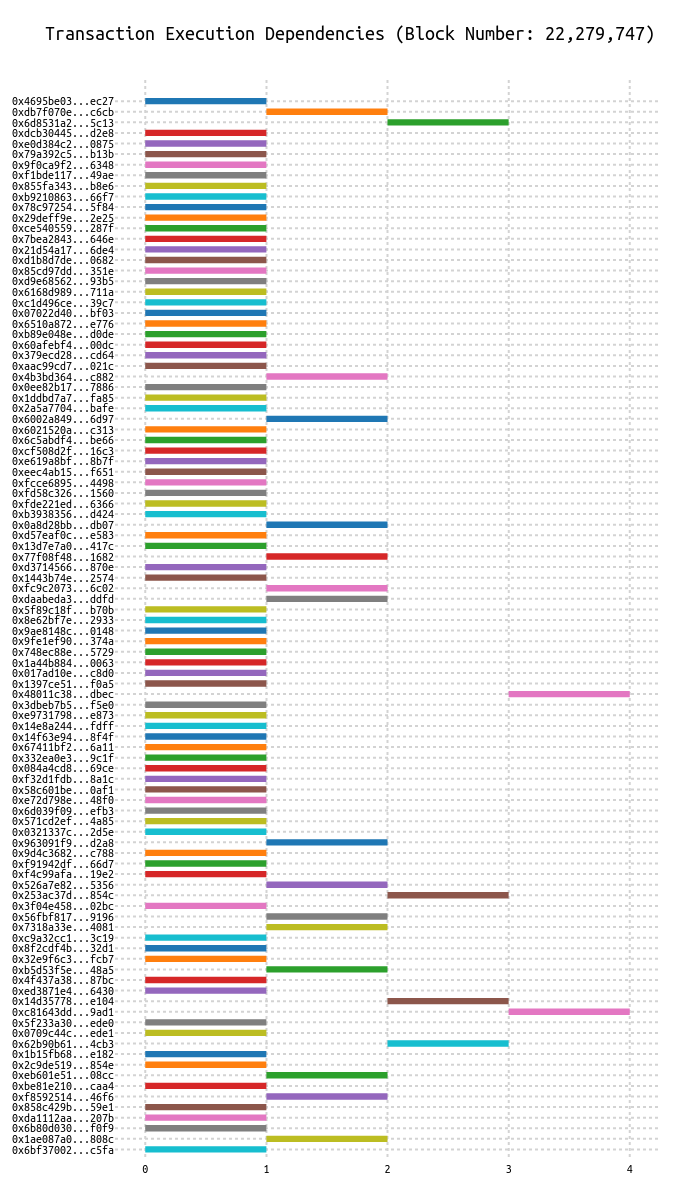 Transaction Execution Dependencies (Block Number: 22,279,747)
0x4695be03...ec27
0xdb7f070e...c6cb
0x6d8531a2...5c13
0xdcb30445...d2e8
0xe0d384c2...0875
0x79a392c5...b13b
0x9f0ca9f2...6348
0xf1bde117...49ae
0x855fa343...b8e6
0xb9210863...66f7
0x78c97254...5f84
0x29deff9e...2e25
0xce540559...287f
0x7bea2843...646e
0x21d54a17...6de4
0xd1b8d7de...0682
0x85cd97dd...351e
0xd9e68562...93b5
0x6168d989...711a
0xc1d496ce...39c7
0x07022d40...bf03
0x6510a872...e776
0xb89e048e...d0de
0x60afebf4...00dc
0x379ecd28...cd64
0xaac99cd7...021c
0x4b3bd364...c882
0x0ee82b17...7886
0x1ddbd7a7...fa85
0x2a5a7704...bafe
0x6002a849...6d97
0x6021520a...c313
0x6c5abdf4...be66
0xcf508d2f...16c3
0xe619a8bf...8b7f
0xeec4ab15...f651
0xfcce6895...4498
0xfd58c326...1560
0xfde221ed...6366
0xb3938356...d424
0x0a8d28bb...db07
0xd57eaf0c...e583
0x13d7e7a0...417c
0x77f08f48...1682
0xd3714566...870e
0x1443b74e...2574
0xfc9c2073...6c02
0xdaabeda3...ddfd
0x5f89c18f...b70b
0x8e62bf7e...2933
0x9ae8148c...0148
0x9fe1ef90...374a
0x748ec88e...5729
0x1a44b884...0063
0x017ad10e...c8d0
0x1397ce51...f0a5
0x48011c38...dbec
0x3dbeb7b5...f5e0
0xe9731798...e873
0x14e8a244...fdff
0x14f63e94...8f4f
0x67411bf2...6a11
0x332ea0e3...9c1f
0x084a4cd8...69ce
0xf32d1fdb...8a1c
0x58c601be...0af1
0xe72d798e...48f0
0x6d039f09...efb3
0x571cd2ef...4a85
0x0321337c...2d5e
0x963091f9...d2a8
0x9d4c3682...c788
0xf91942df...66d7
0xf4c99afa...19e2
0x526a7e82...5356
0x253ac37d...854c
0x3f04e458...02bc
0x56fbf817...9196
0x7318a33e...4081
0xc9a32cc1...3c19
0x8f2cdf4b...32d1
0x32e9f6c3...fcb7
0xb5d53f5e...48a5
0x4f437a38...87bc
0xed3871e4...6430
0x14d35778...e104
0xc81643dd...9ad1
0x5f233a30...ede0
0x0709c44c...ede1
0x62b90b61...4cb3
0x1b15fb68...e182
0x2c9de519...854e
0xeb601e51...08cc
0xbe81e210...caa4
0xf8592514...46f6
0x858c429b...59e1
0xda1112aa...207b
0x6b80d030...f0f9
0x1ae087a0...808c
0x6bf37002...c5fa
0 1 2 3 4